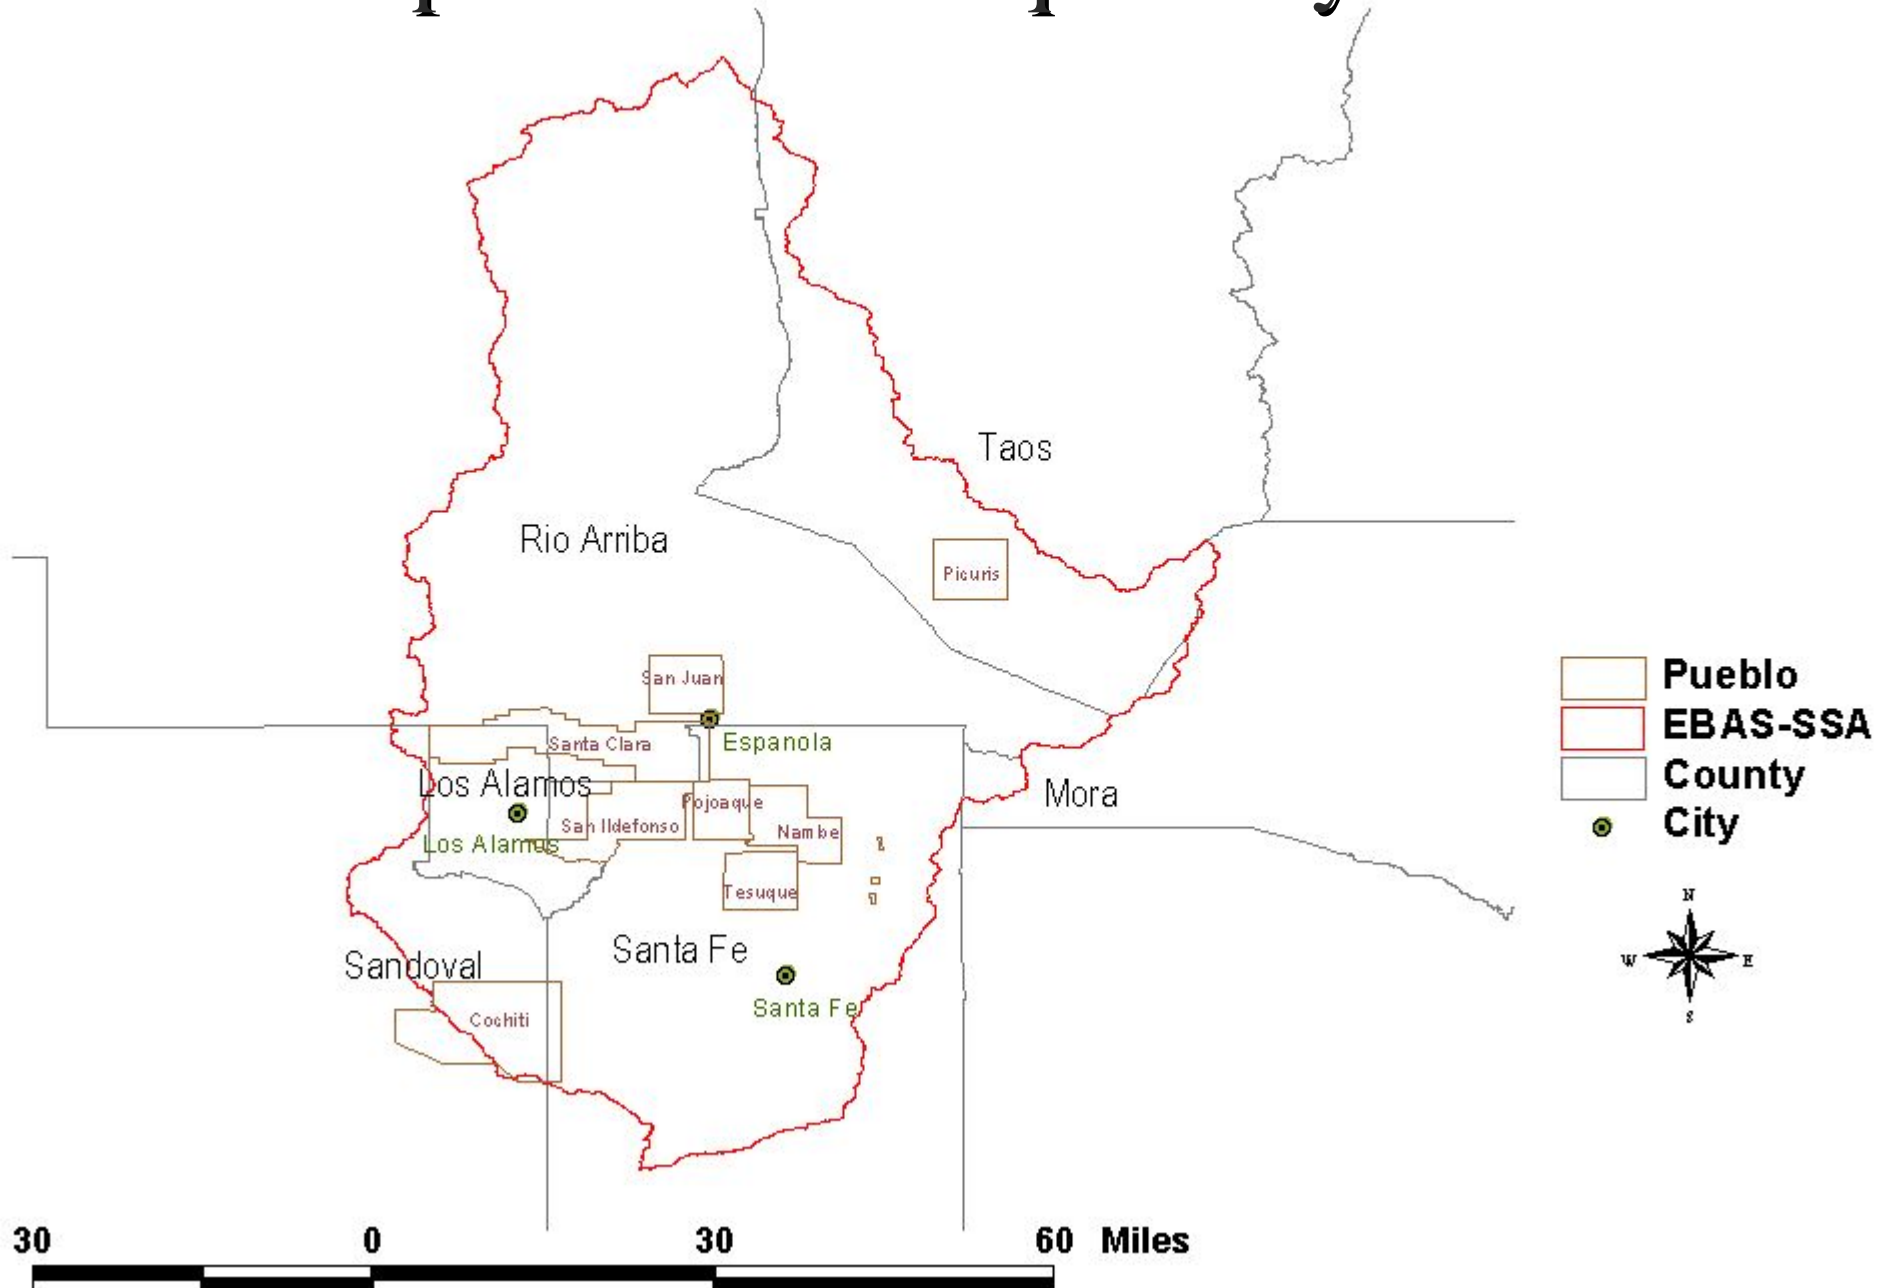 Taos
Rio Arriba
Picuris
San Juan
Santa Clara
Espanola
Los Alamos
Mora
Pojoaque
San Ildefonso
Nambe
Los Alamos
Tesuque
Santa Fe
Sandoval
Santa Fe
Cochiti
Pueblo
EBAS-SSA
County
City
N
W
E
S
30 0 30 60 Miles